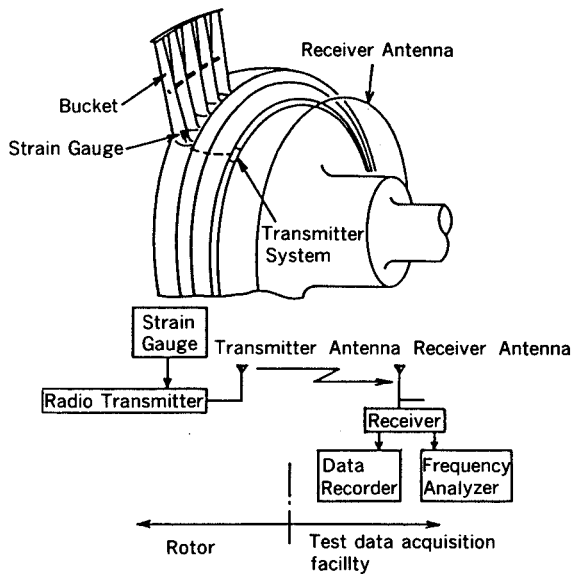 Receiver Antenna
Bucket
Strain Gauge
Transmitter
System
Strain
Gauge
Transmitter Antenna Receiver Antenna
Radio Transmitter
Receiver
Data
Recorder
Frequency
Analyzer
Rotor
Test data acquisition
facillty